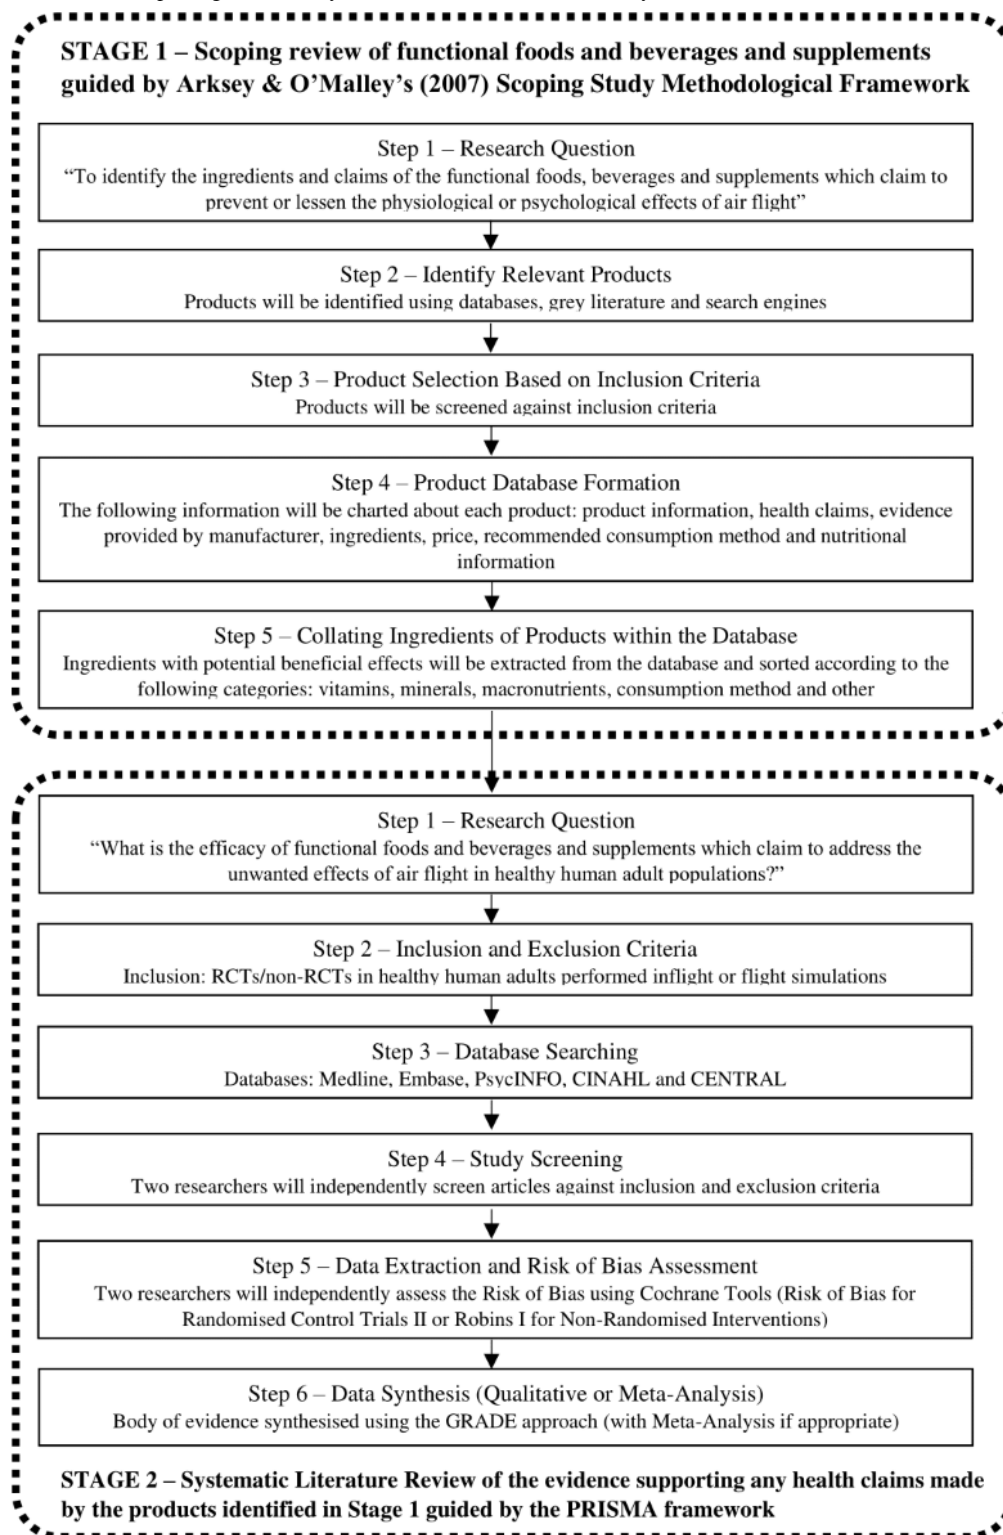 STAGE 1 – Scoping review of functional foods and beverages and supplements
guided by Arksey & O’Malley’s (2007) Scoping Study Methodological Framework
Step 1 – Research Question
“To identify the ingredients and claims of the functional foods, beverages and supplements which claim to
prevent or lessen the physiological or psychological effects of air flight”
Step 2 – Identify Relevant Products
Products will be identified using databases, grey literature and search engines
Step 3 – Product Selection Based on Inclusion Criteria
Products will be screened against inclusion criteria
Step 4 – Product Database Formation
The following information will be charted about each product: product information, health claims, evidence
provided by manufacturer, ingredients, price, recommended consumption method and nutritional
information
Step 5 – Collating Ingredients of Products within the Database
Ingredients with potential beneficial effects will be extracted from the database and sorted according to the
following categories: vitamins, minerals, macronutrients, consumption method and other
Step 1 – Research Question
“What is the efficacy of functional foods and beverages and supplements which claim to address the
unwanted effects of air flight in healthy human adult populations?”
Step 2 – Inclusion and Exclusion Criteria
Inclusion: RCTs/non-RCTs in healthy human adults performed inflight or flight simulations
Step 3 – Database Searching
Databases: Medline, Embase, PsycINFO, CINAHL and CENTRAL
Step 4 – Study Screening
Two researchers will independently screen articles against inclusion and exclusion criteria
Step 5 – Data Extraction and Risk of Bias Assessment
Two researchers will independently assess the Risk of Bias using Cochrane Tools (Risk of Bias for
Randomised Control Trials II or Robins I for Non-Randomised Interventions)
Step 6 – Data Synthesis (Qualitative or Meta-Analysis)
Body of evidence synthesised using the GRADE approach (with Meta-Analysis if appropriate)
STAGE 2 – Systematic Literature Review of the evidence supporting any health claims made
by the products identified in Stage 1 guided by the PRISMA framework